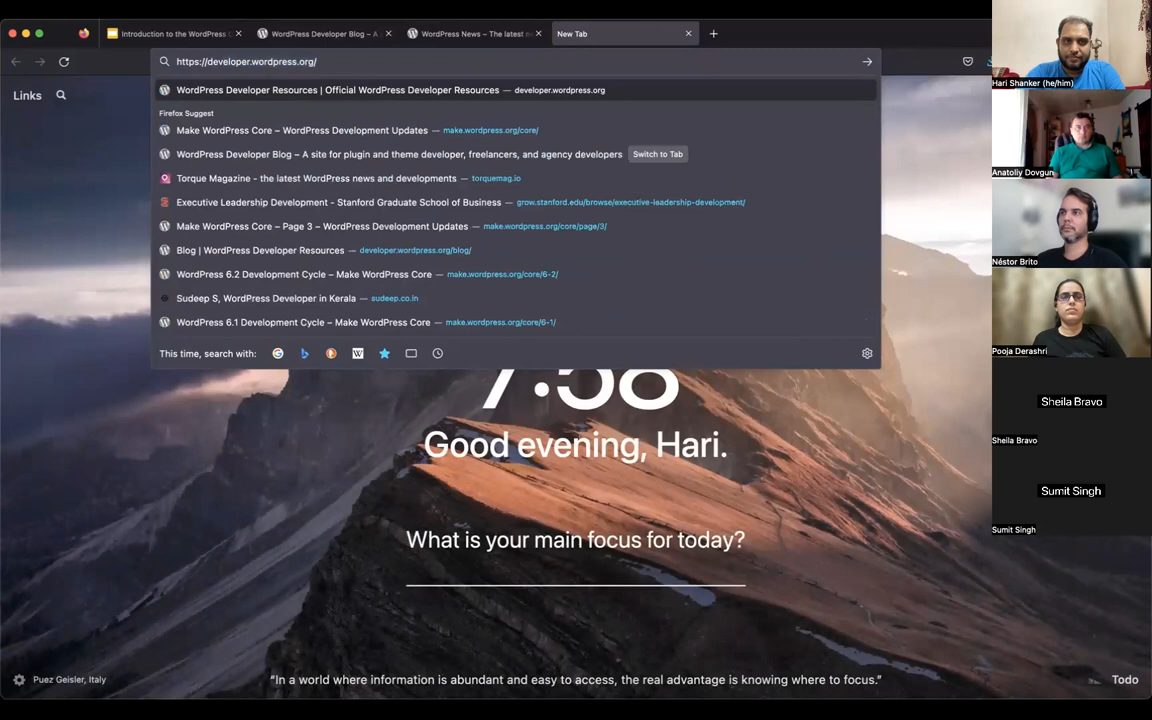 Introduction to the WordPress C
WordPress Developer Blog – A
WordPress News – The latest n
New Tab
https://developer.wordpress.org/
Links
WordPress Developer Resources | Official WordPress Developer Resources — developer.wordpress.org
Firefox Suggest
Make WordPress Core – WordPress Development Updates — make.wordpress.org/core/
WordPress Developer Blog – A site for plugin and theme developer, freelancers, and agency developers Switch to Tab
Torque Magazine - the latest WordPress news and developments — torquemag.io
Executive Leadership Development - Stanford Graduate School of Business — grow.stanford.edu/browse/executive-leadership-development/
Make WordPress Core – Page 3 – WordPress Development Updates — make.wordpress.org/core/page/3/
Blog | WordPress Developer Resources — developer.wordpress.org/blog/
WordPress 6.2 Development Cycle – Make WordPress Core — make.wordpress.org/core/6-2/
Sudeep S, WordPress Developer in Kerala — sudeep.co.in
WordPress 6.1 Development Cycle – Make WordPress Core — make.wordpress.org/core/6-1/
This time, search with:
7:58
Good evening, Hari.
What is your main focus for today?
Puez Geisler, Italy
“In a world where information is abundant and easy to access, the real advantage is knowing where to focus.”
Todo
Hari Shanker (he/him)
Anatoliy Dovgun
Néstor Brito
Pooja Derashri
Sheila Bravo
Sheila Bravo
Sumit Singh
Sumit Singh